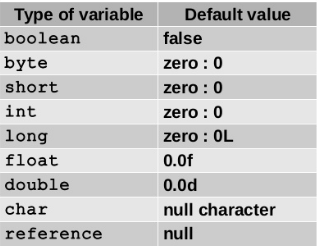 Type of variable Default value
boolean false
byte zero : 0
short zero : 0
int zero : 0
long zero : 0L
float 0.0f
double 0.0d
char null character
reference null